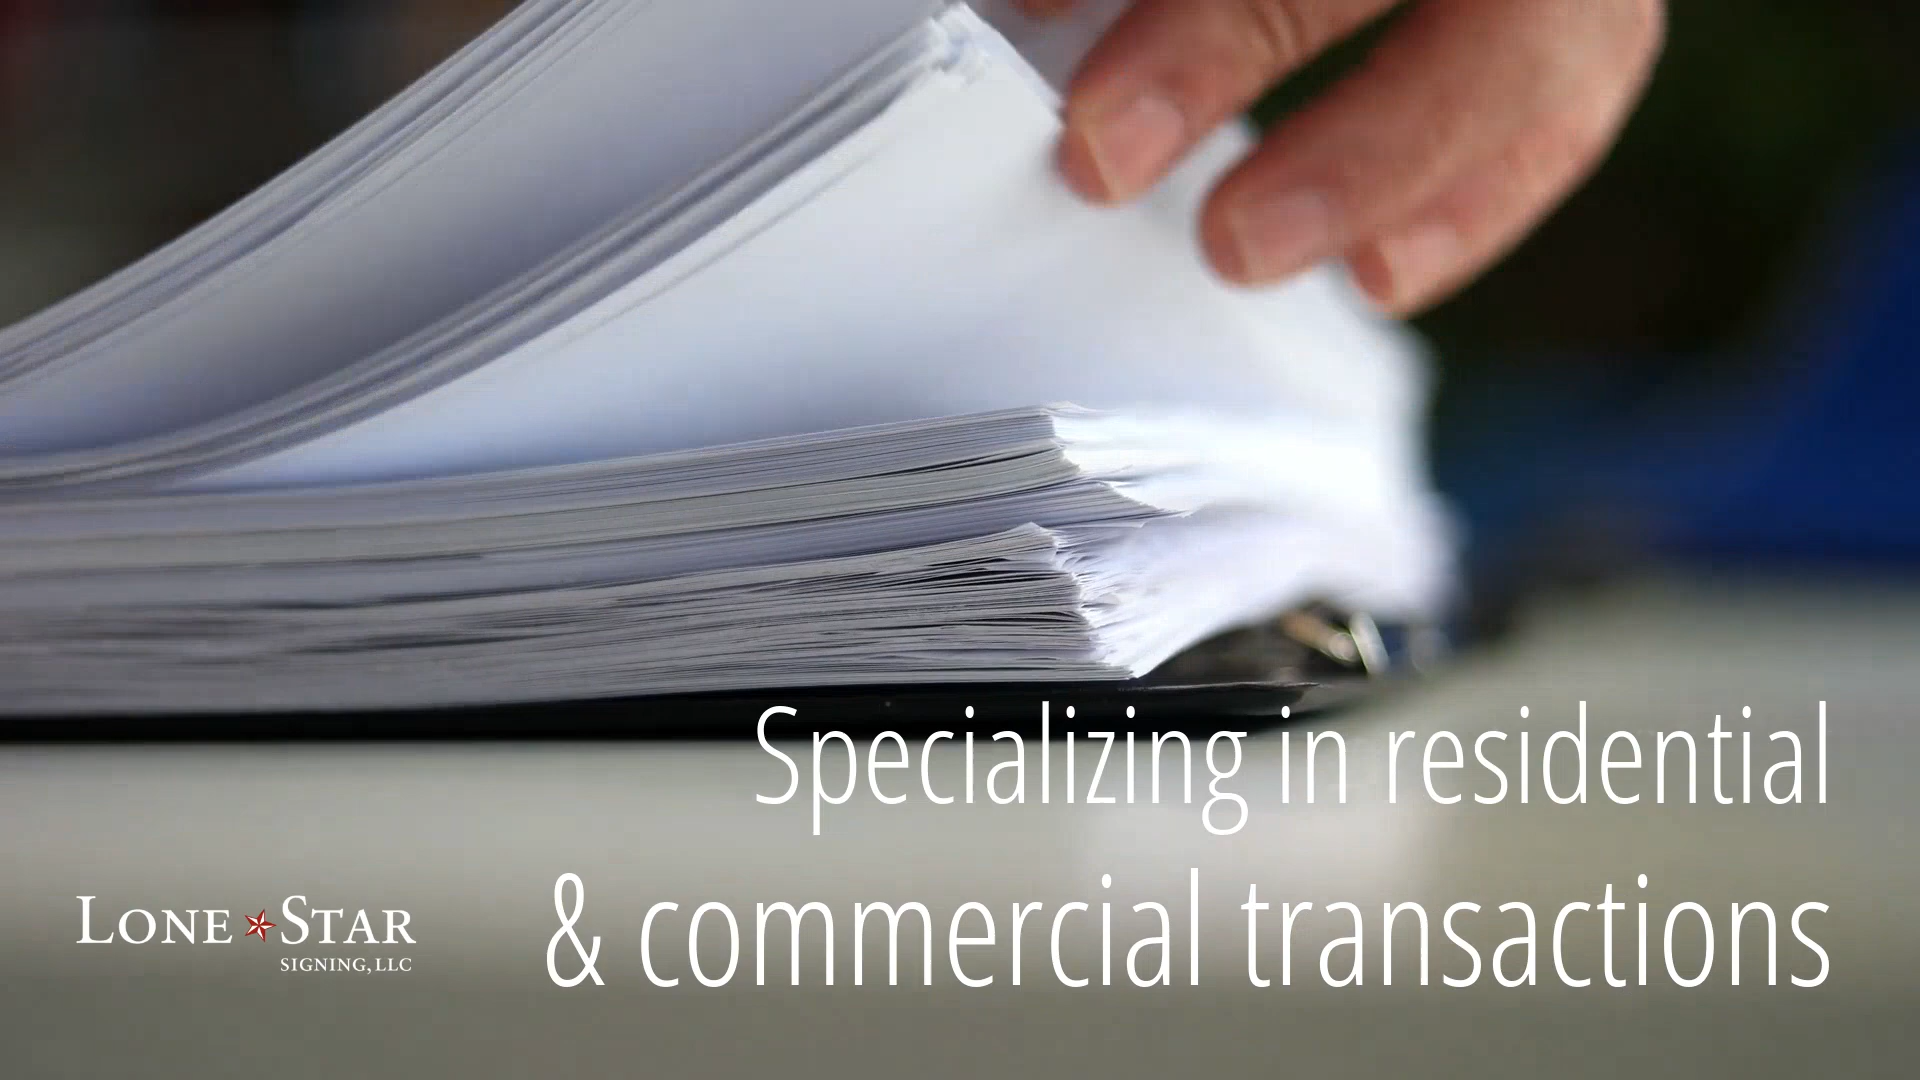 Specializing in residential
& commercial transactions
LONE STAR
SIGNING, LLC